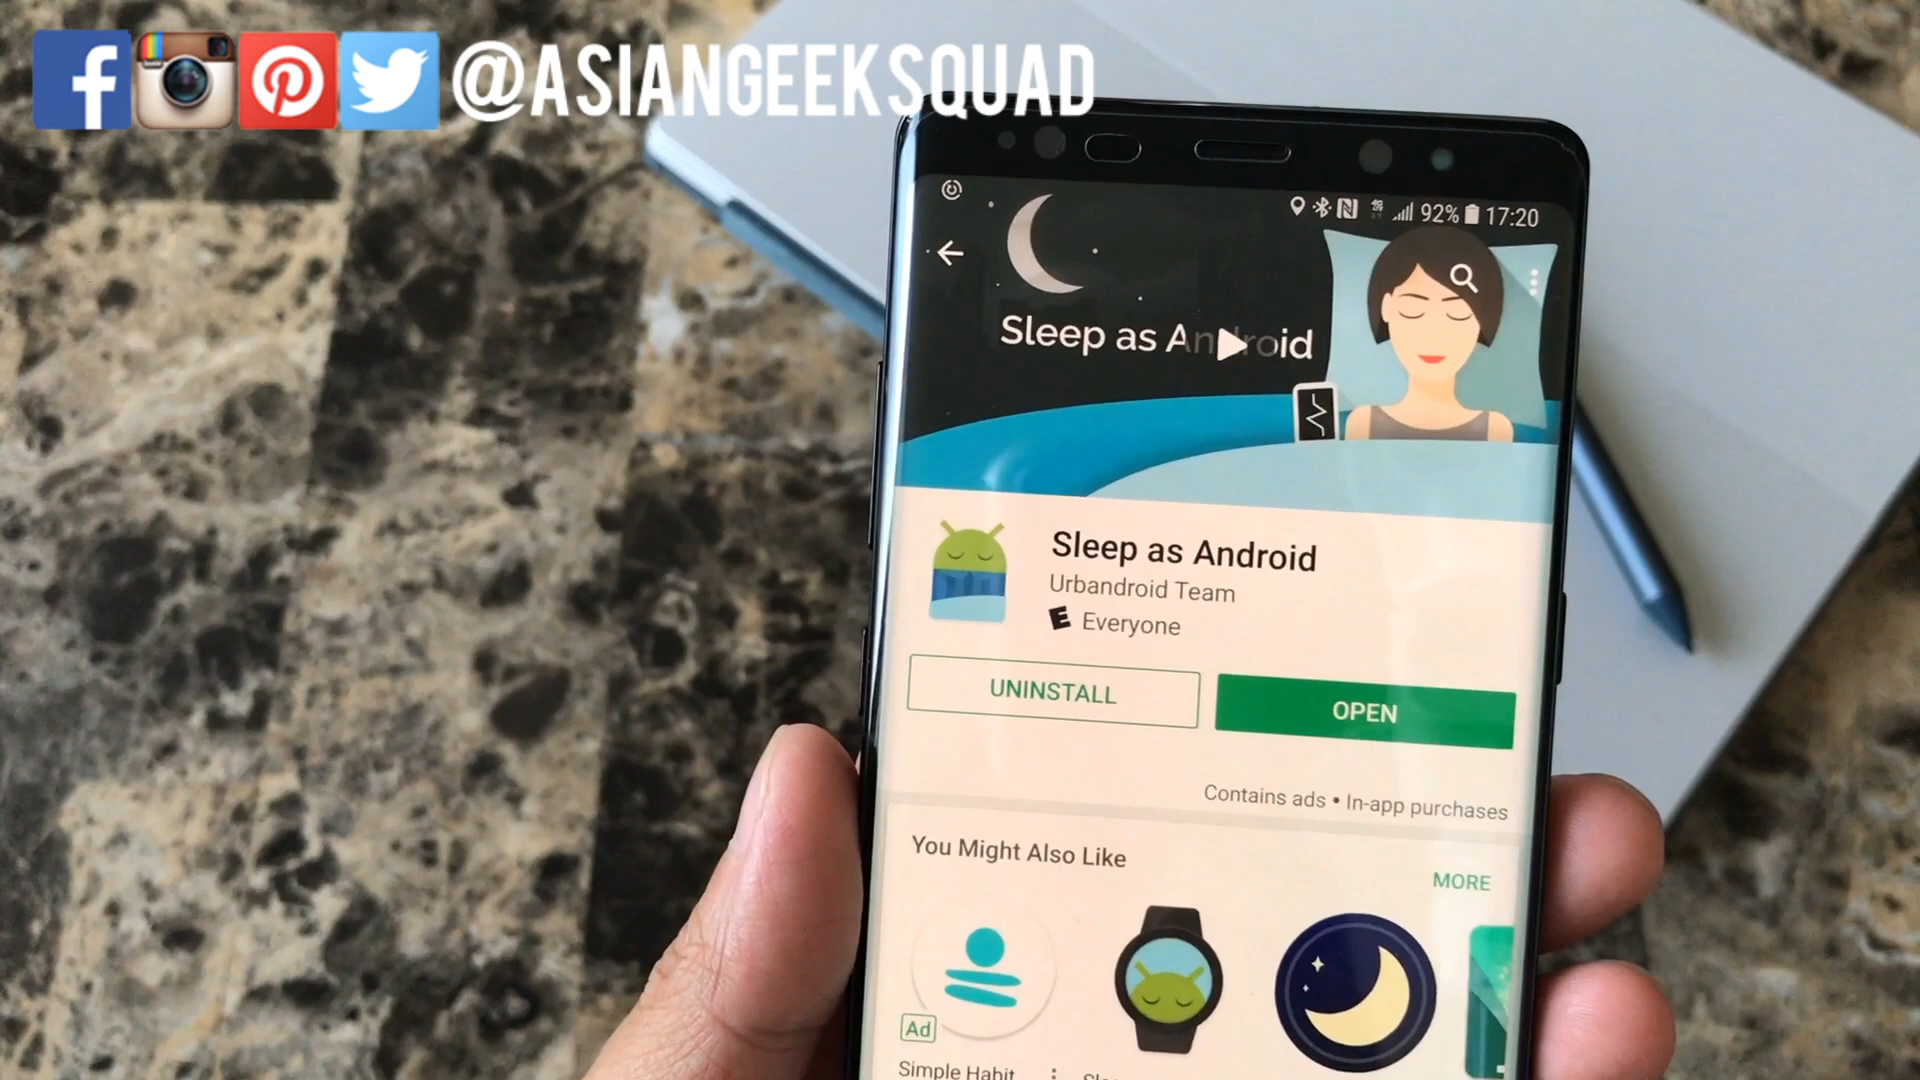 @ASIANGEEKSQUAD
92% 17:20
Sleep as Android
Sleep as Android
Urbandroid Team
E Everyone
UNINSTALL
OPEN
Contains ads • In-app purchases
You Might Also Like
MORE
Ad
Simple Habit